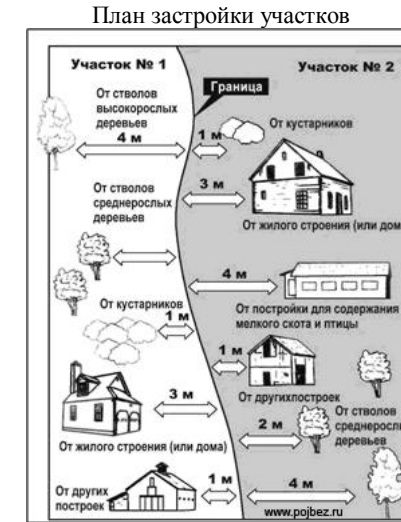 План застройки участков
Участок № 1
Участок № 2
Граница
От стволов
высокорослых
деревьев
4 м
1 м
От кустарников
3 м
От стволов
среднерослых
деревьев
От жилого строения (или дом
4 м
От кустарников
1 м
От постройки для содержания
мелкого скота и птицы
1 м
3 м
От другихпостроек
От стволов
среднерослы
деревьев
2 м
От жилого строения (или дома)
От других
построек
1 м
4 м
www.pojbez.ru